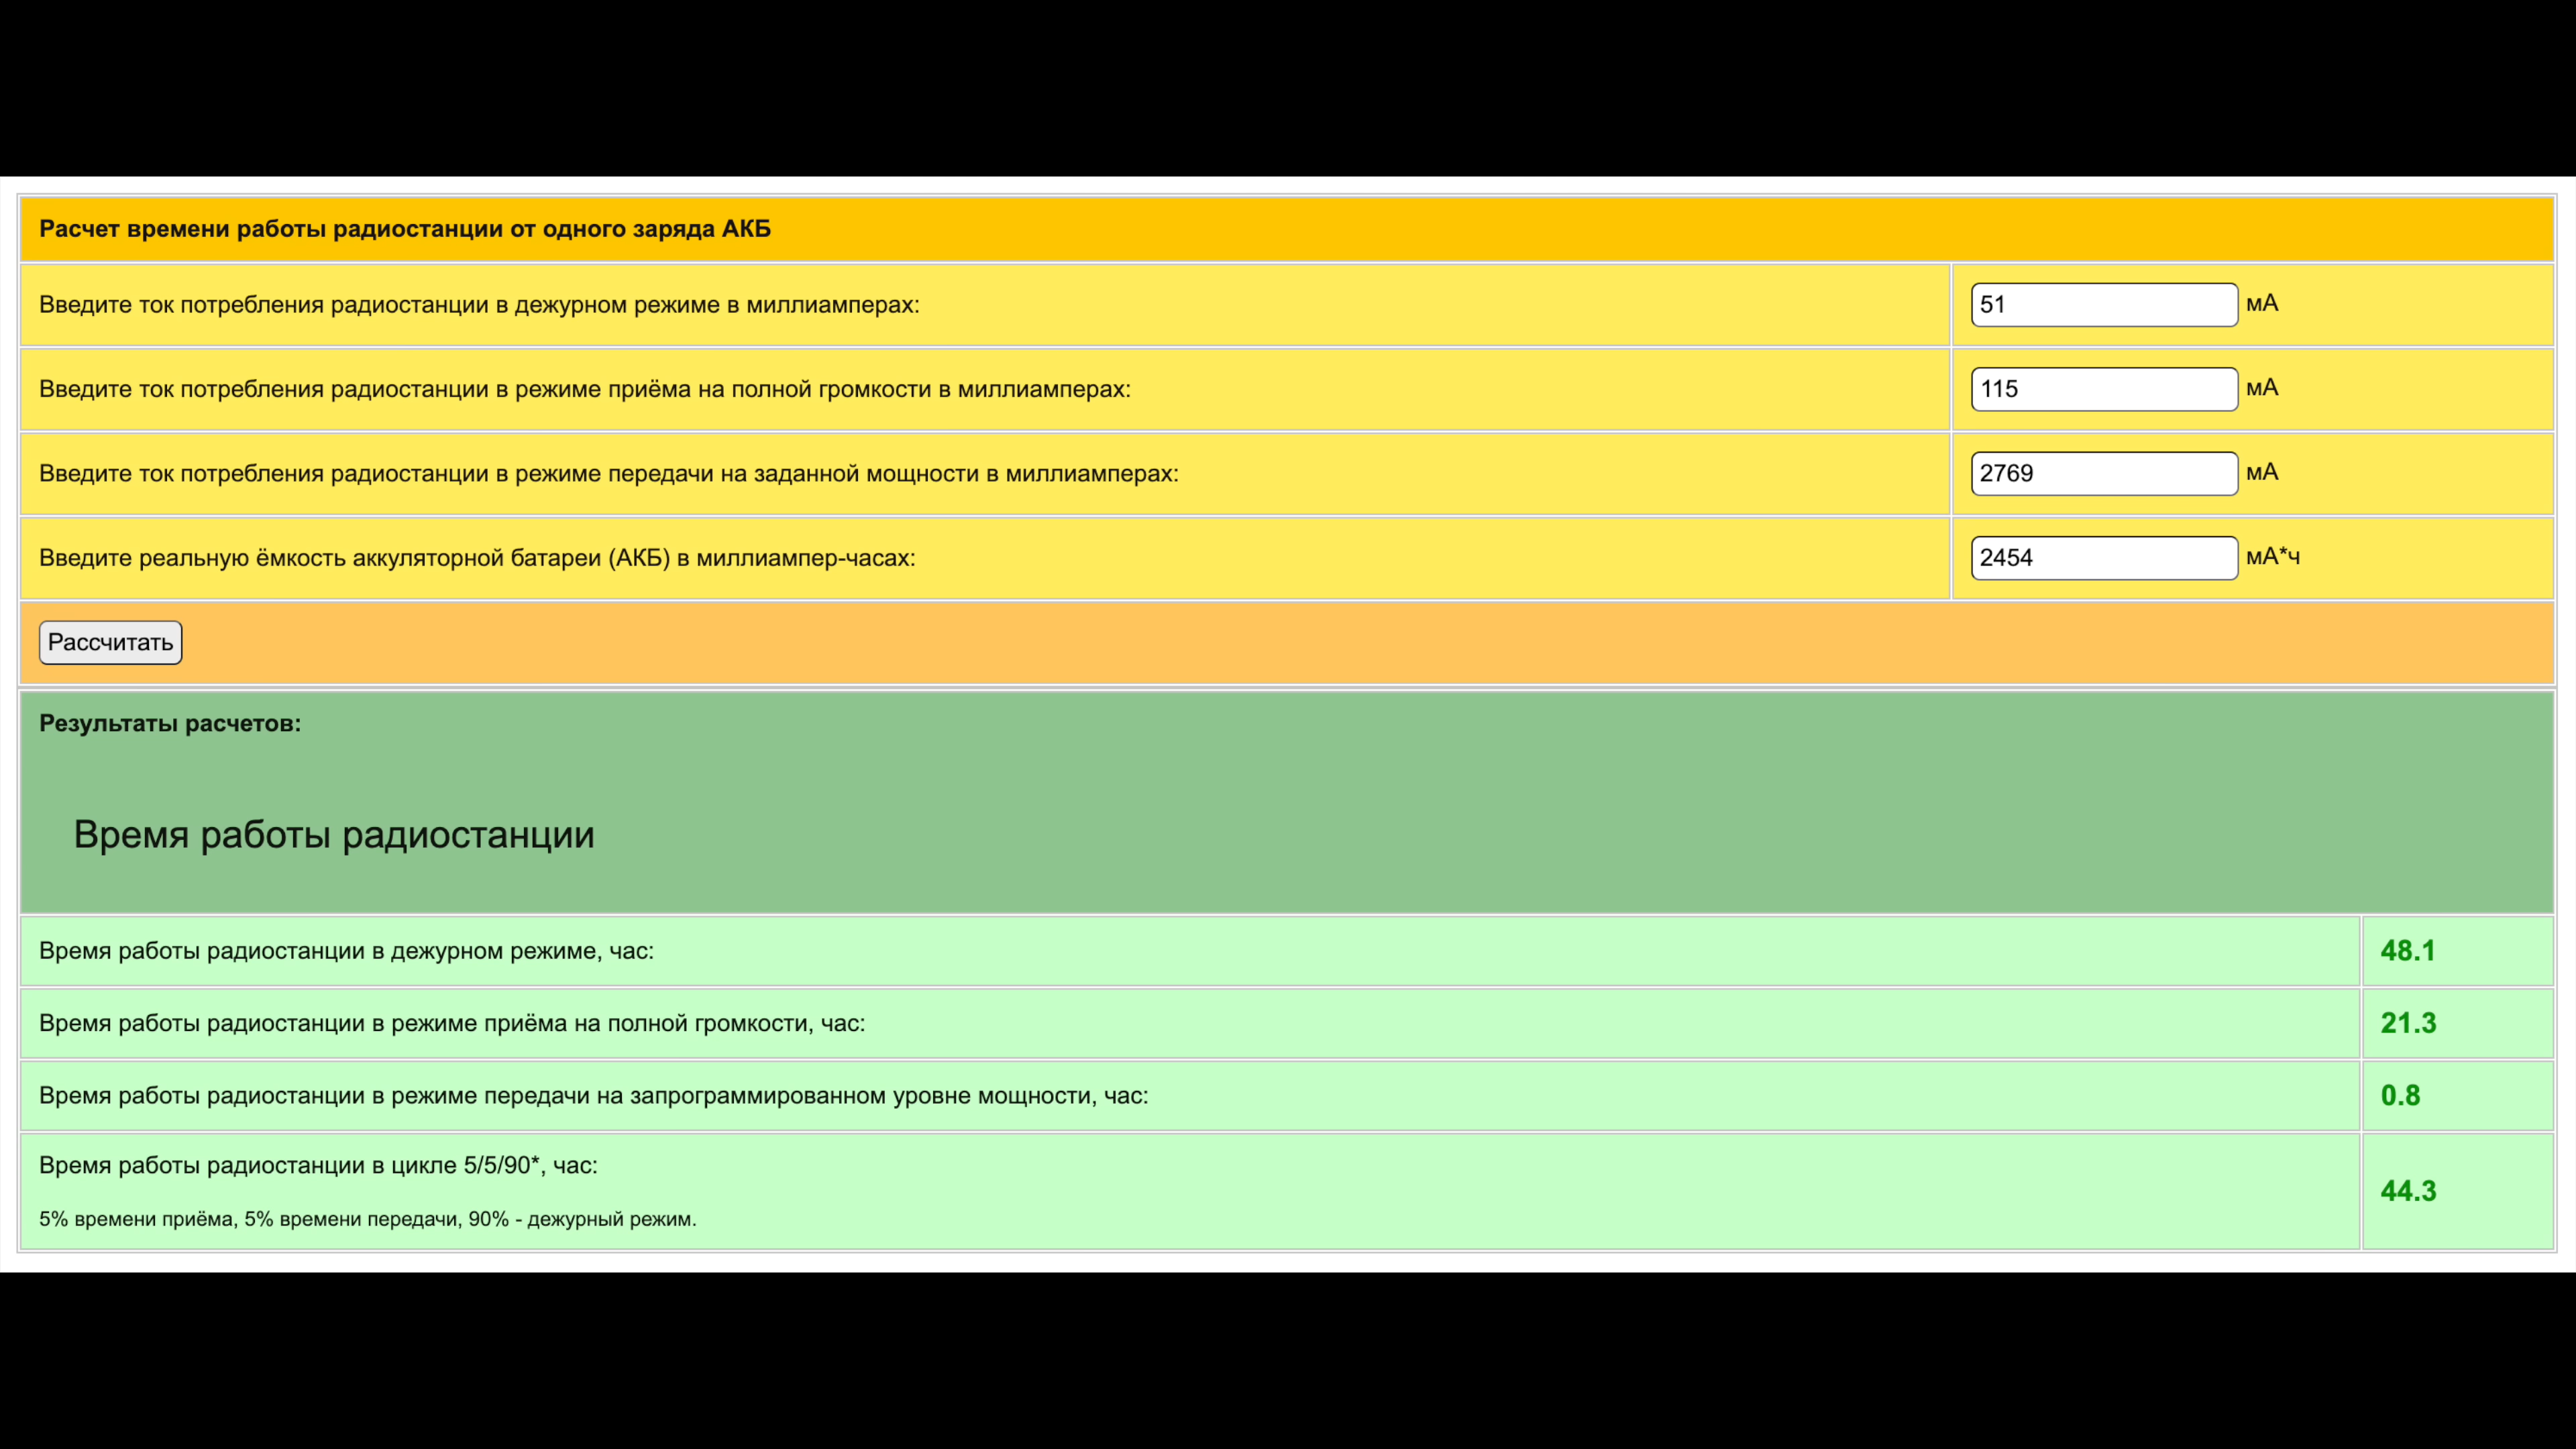 Расчет времени работы радиостанции от одного заряда АКБ
Введите ток потребления радиостанции в дежурном режиме в миллиамперах:
51 мА
Введите ток потребления радиостанции в режиме приёма на полной громкости в миллиамперах:
115 мА
Введите ток потребления радиостанции в режиме передачи на заданной мощности в миллиамперах:
2769 мА
Введите реальную ёмкость аккуляторной батареи (АКБ) в миллиампер-часах:
2454 мА*ч
Рассчитать
Результаты расчетов:
Время работы радиостанции
Время работы радиостанции в дежурном режиме, час:
48.1
Время работы радиостанции в режиме приёма на полной громкости, час:
21.3
Время работы радиостанции в режиме передачи на запрограммированном уровне мощности, час:
0.8
Время работы радиостанции в цикле 5/5/90*, час:
5% времени приёма, 5% времени передачи, 90% - дежурный режим.
44.3